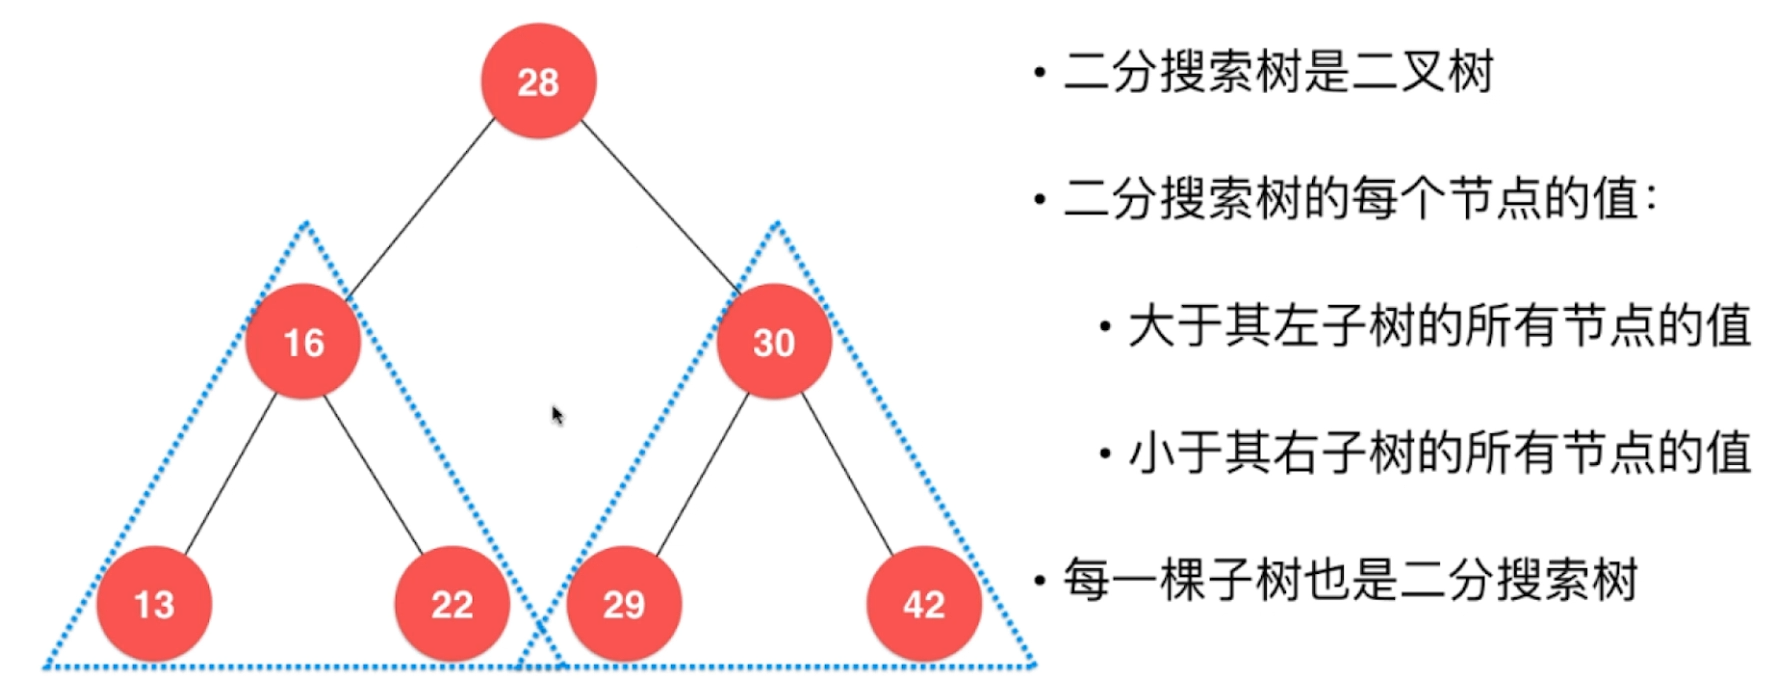 28
16
30
13
22
29
42
• 二分搜索树是二叉树
• 二分搜索树的每个节点的值：
• 大于其左子树的所有节点的值
• 小于其右子树的所有节点的值
• 每一棵子树也是二分搜索树